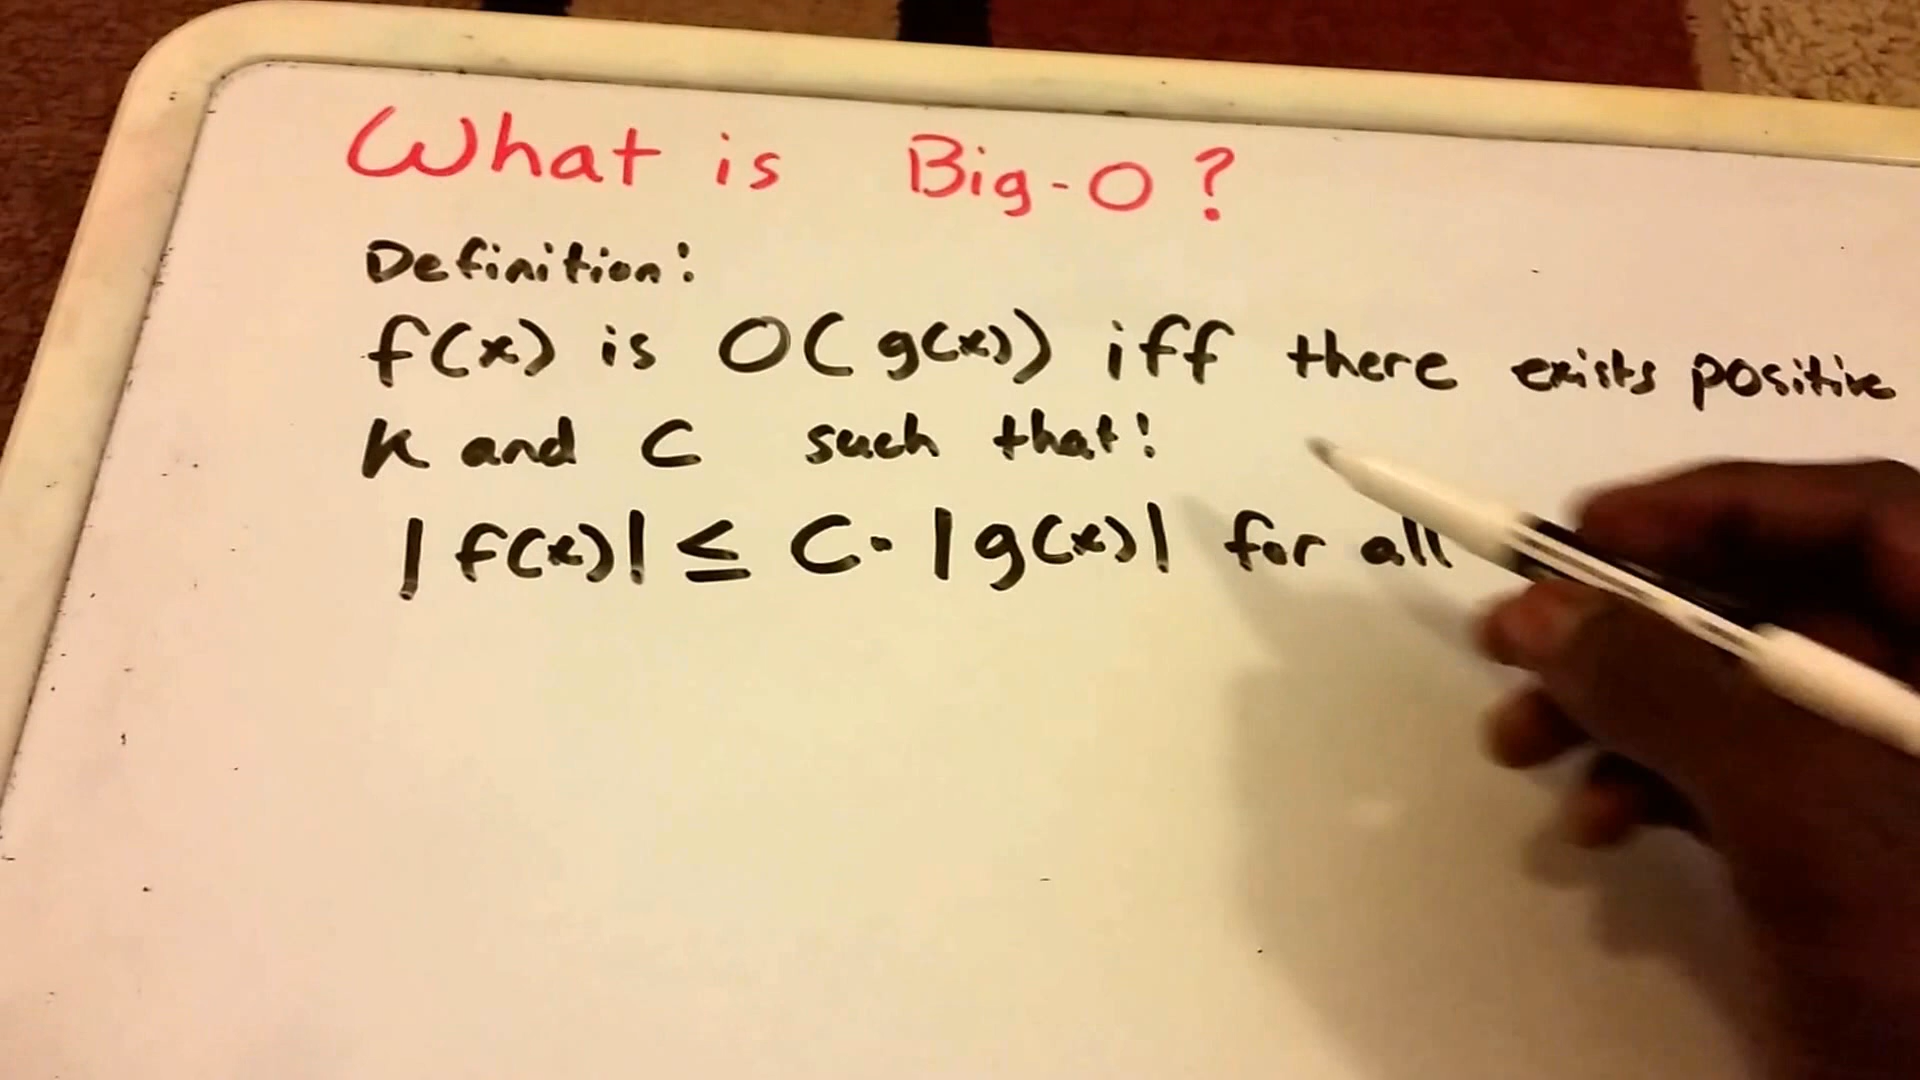 What is Big-O?
Definition:
f(x) is O(g(x)) iff there exists positive
K and C such that:
|f(x)| ≤ C·|g(x)| for all